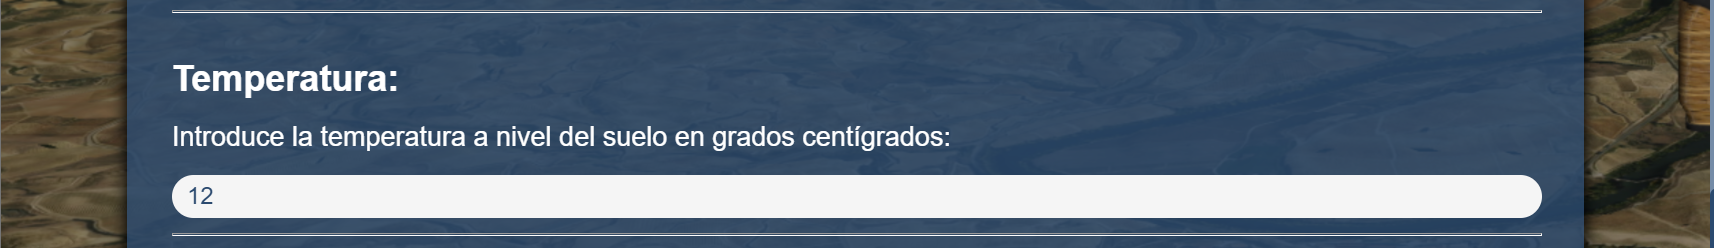 Temperatura:
Introduce la temperatura a nivel del suelo en grados centígrados:
12